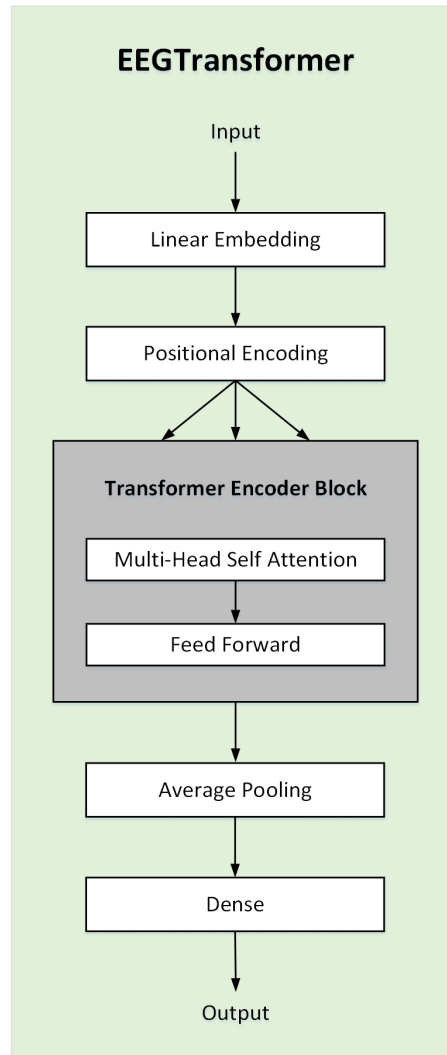 EEGTransformer
Input
Linear Embedding
Positional Encoding
Transformer Encoder Block
Multi-Head Self Attention
Feed Forward
Average Pooling
Dense
Output